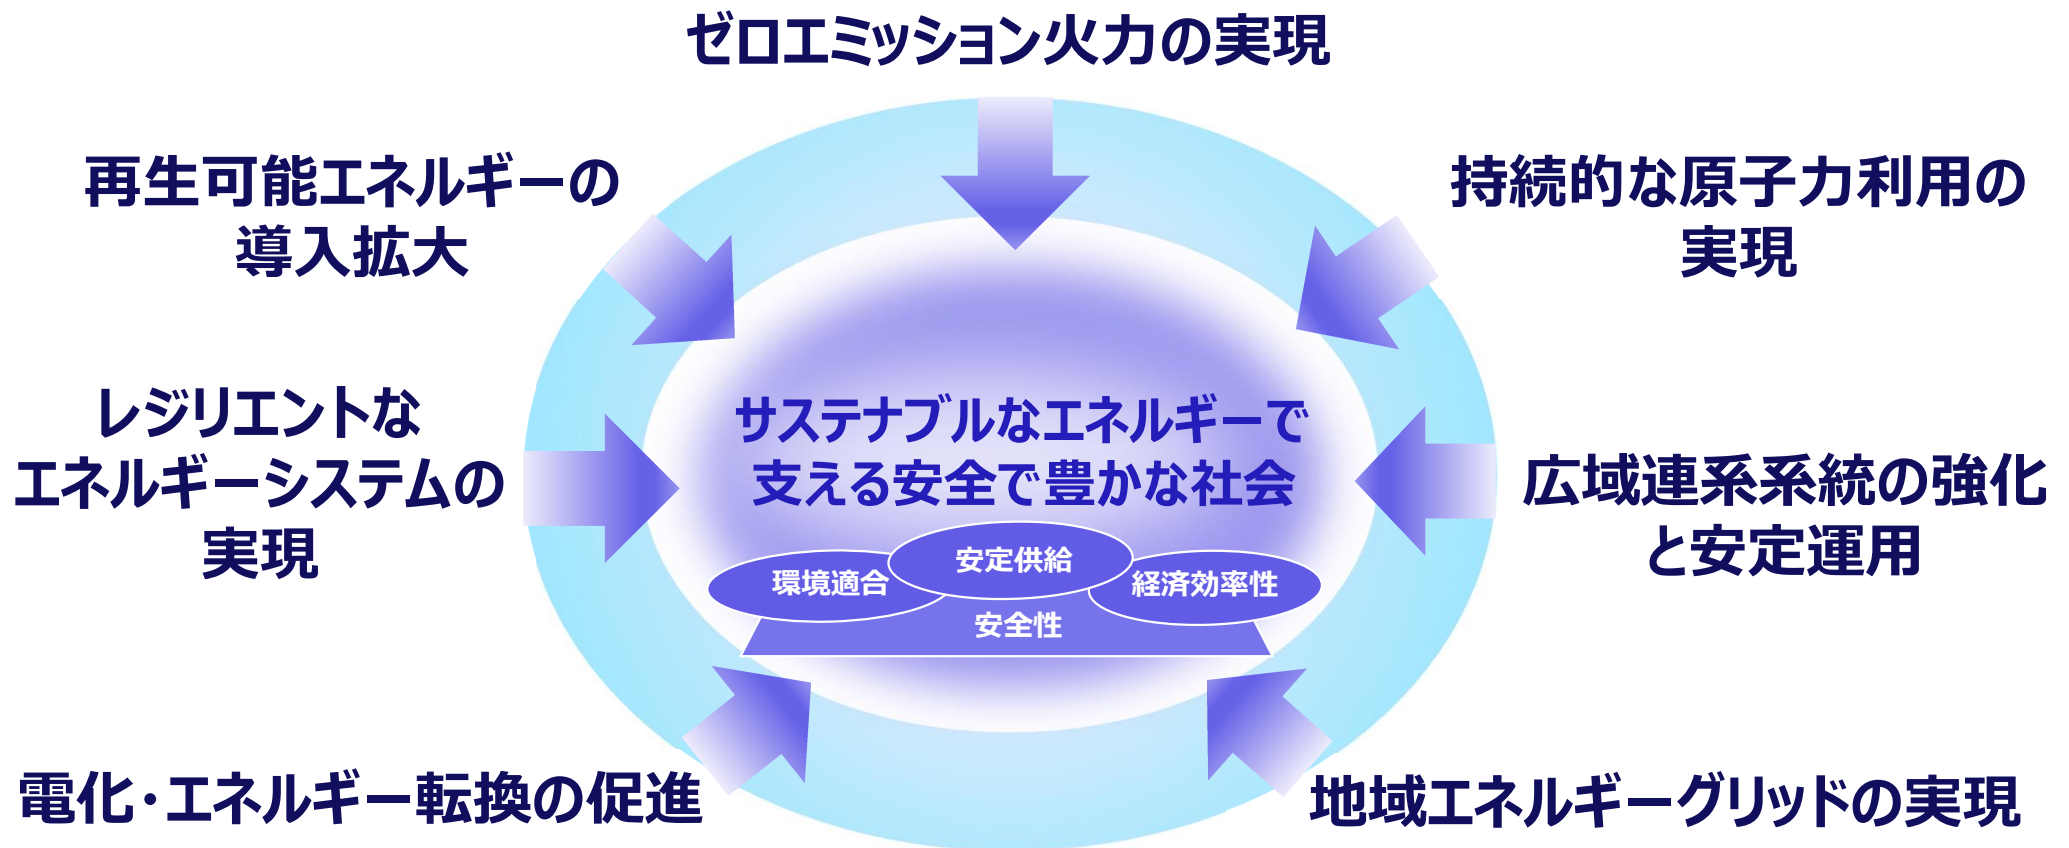 ゼロエミッション火力の実現
再生可能エネルギーの
導入拡大
持続的な原子力利用の
実現
レジリエントな
エネルギーシステムの
実現
サステナブルなエネルギーで
支える安全で豊かな社会
広域連系系統の強化
と安定運用
環境適合
安定供給
経済効率性
安全性
電化・エネルギー転換の促進
地域エネルギーグリッドの実現